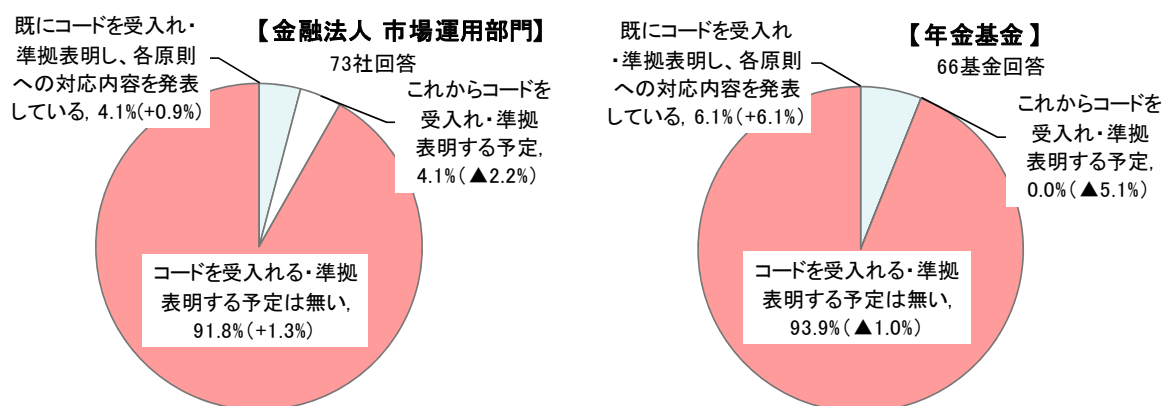 【金融法人 市場運用部門】
73社回答
既にコードを受入れ・
準拠表明し、各原則
への対応内容を発表
している, 4.1%(+0.9%)
これからコードを
受入れ・準拠
表明する予定,
4.1%(▲2.2%)
コードを受入れる・準拠
表明する予定は無い,
91.8%(+1.3%)
【年金基金】
66基金回答
既にコードを受入れ
・準拠表明し、各原則
への対応内容を発表
している, 6.1%(+6.1%)
これからコードを
受入れ・準拠
表明する予定,
0.0%(▲5.1%)
コードを受入れる・準拠
表明する予定は無い,
93.9%(▲1.0%)